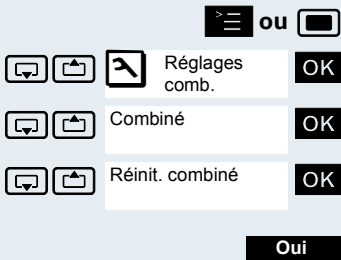 ou
Réglages
comb.
OK
Combiné
OK
Réinit. combiné
OK
Oui